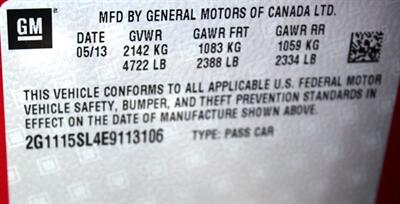 MFD BY GENERAL MOTORS OF CANADA LTD.
GM
DATE GVWR GAWR FRT GAWR RR
05/13 2142 KG 1083 KG 1059 KG
4722 LB 2388 LB 2334 LB
THIS VEHICLE CONFORMS TO ALL APPLICABLE U.S. FEDERAL MOTOR
VEHICLE SAFETY, BUMPER, AND THEFT PREVENTION STANDARDS IN
EFFECT ON THE DATE OF MANUFACTURE SHOWN ABOVE.
2G1115SL4E9113106 TYPE: PASS CAR